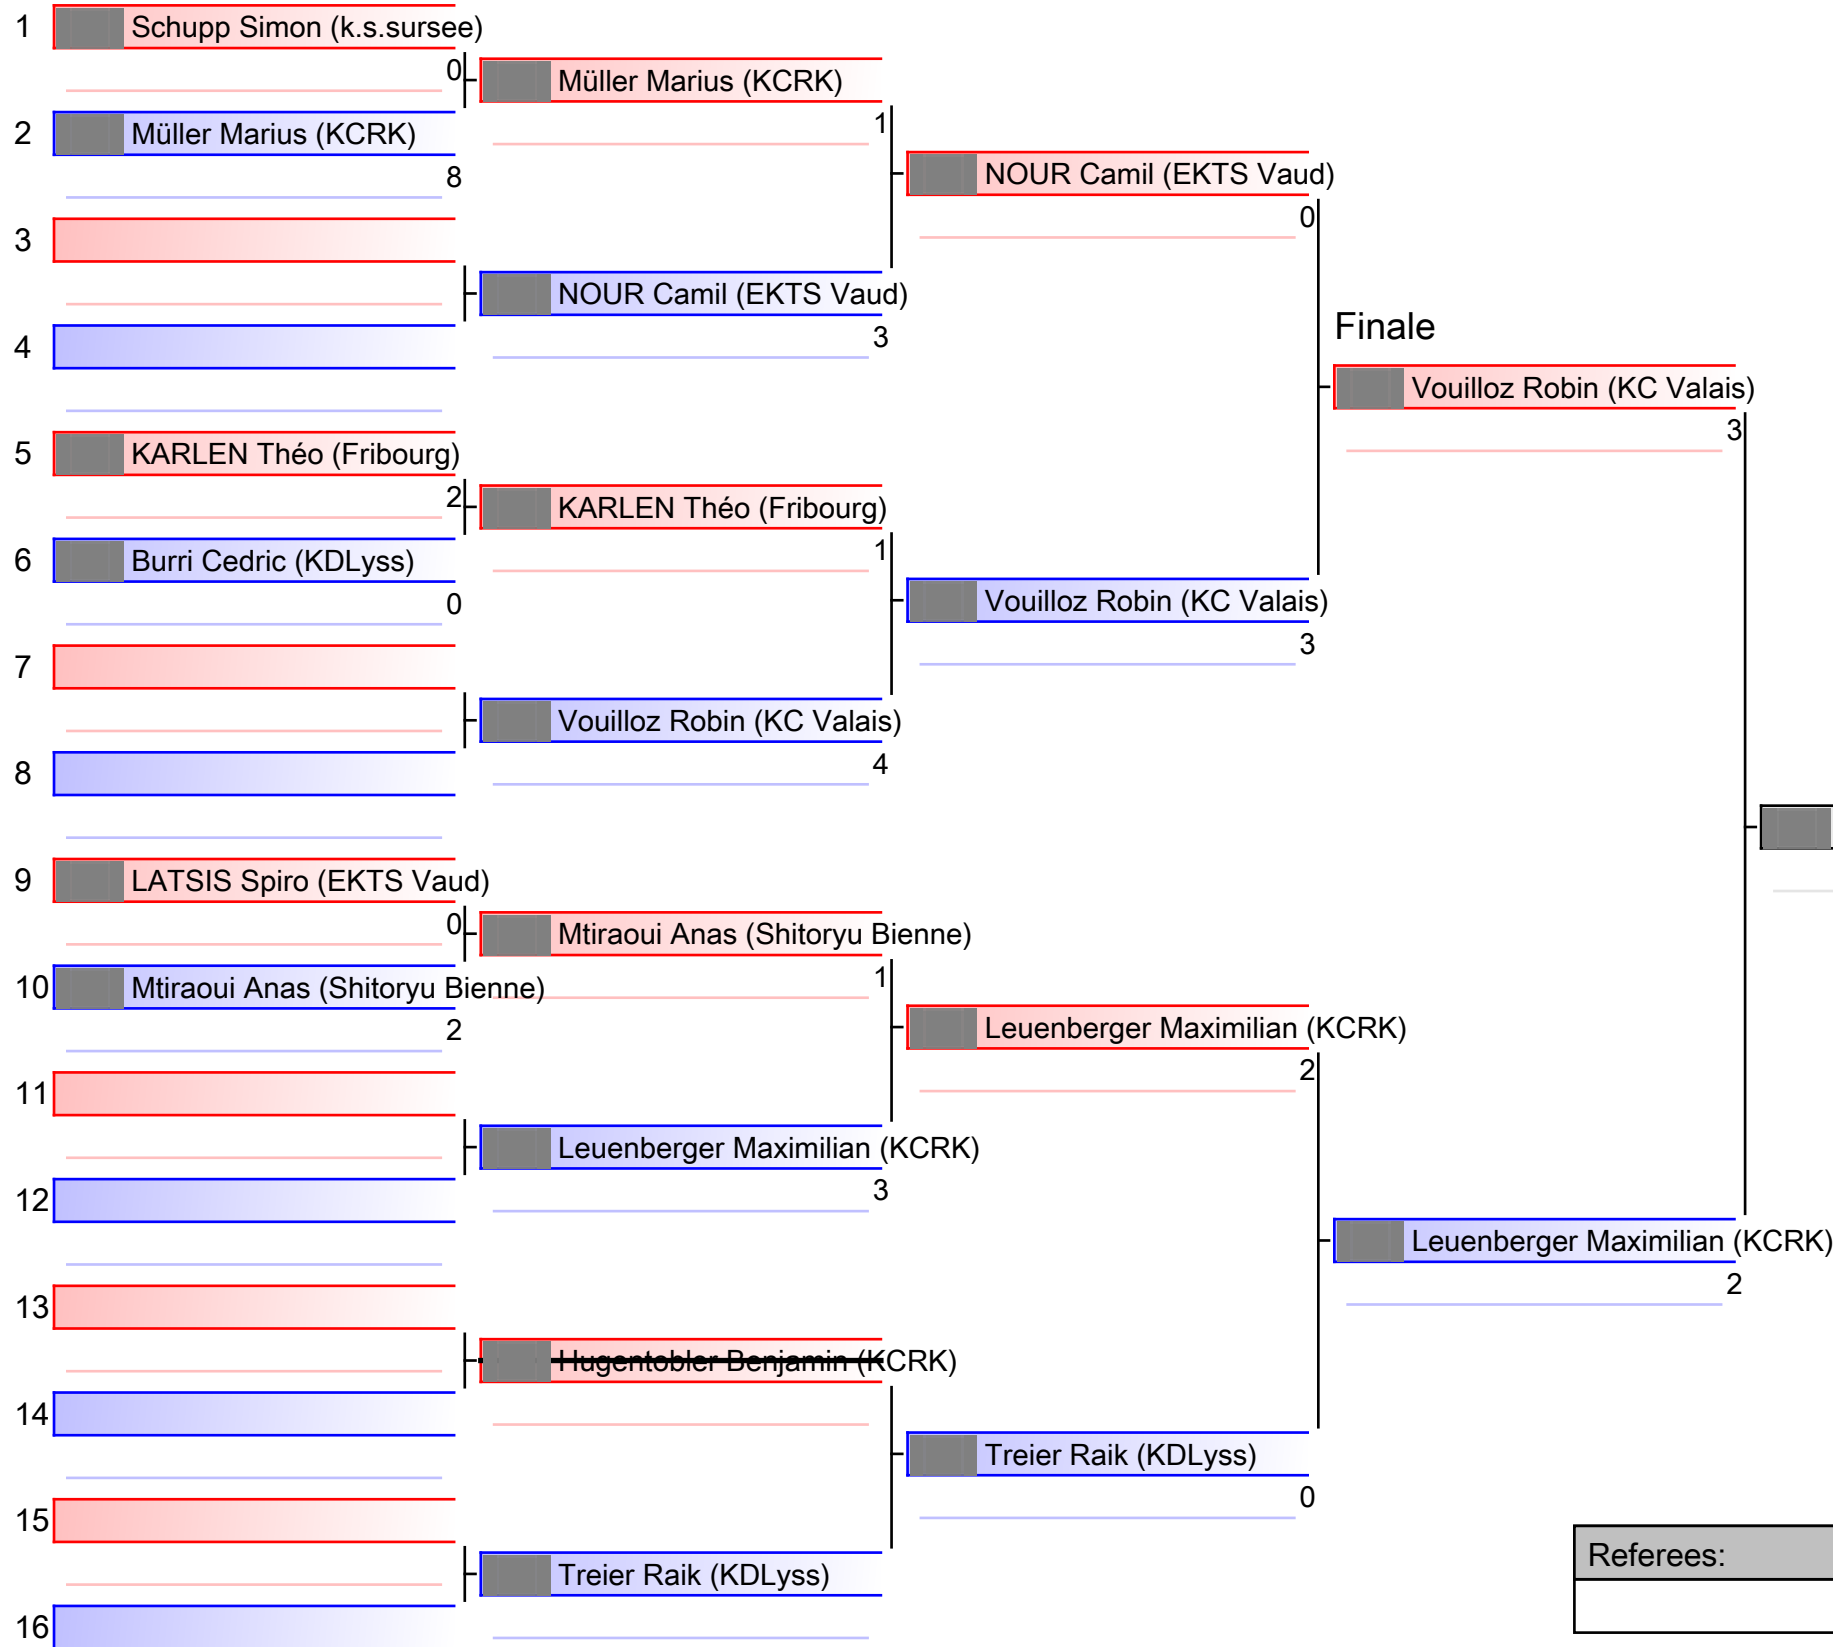 1 Schupp Simon (k.s.sursee)
0
Müller Marius (KCRK)
1
2 Müller Marius (KCRK)
8
NOUR Camil (EKTS Vaud)
0
3
NOUR Camil (EKTS Vaud)
3
4
Finale
Vouilloz Robin (KC Valais)
3
5 KARLEN Théo (Fribourg)
2
KARLEN Théo (Fribourg)
1
6 Burri Cedric (KDLyss)
0
Vouilloz Robin (KC Valais)
3
7
Vouilloz Robin (KC Valais)
4
8
9 LATSIS Spiro (EKTS Vaud)
0
Mtiraoui Anas (Shitoryu Bienne)
1
10 Mtiraoui Anas (Shitoryu Bienne)
2
Leuenberger Maximilian (KCRK)
2
11
Leuenberger Maximilian (KCRK)
3
12
Leuenberger Maximilian (KCRK)
2
13
Hugentobler Benjamin (KCRK)
14
Treier Raik (KDLyss)
0
15
Treier Raik (KDLyss)
16
Referees: